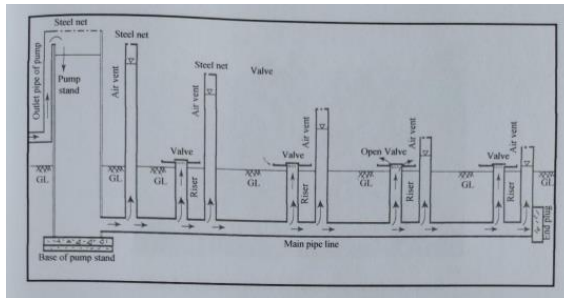 Steel net
Outlet pipe of pump
Pump
stand
Steel net
Air vent
Steel net
Air vent
Valve
Valve
Air vent
Valve
Open Valve
Air vent
Valve
Air vent
GL
GL
GL
Riser
GL
Riser
GL
Riser
GL
Riser
GL
Main pipe line
End plug
Base of pump stand